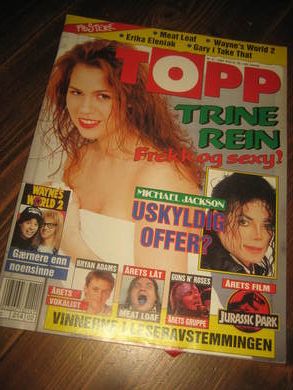 POSTERE
• Meat Loaf • Wayne's World 2
• Erika Eleniak • Gary i Take That
TOPP
TRINE
REIN
Frekk og sexy!
MICHAEL JACKSON
USKYLDIG
OFFER?
WAYNE'S
WORLD 2
Gærnere enn
noensinne
BRYAN ADAMS
ÅRETS
VOKALIST
ÅRETS LÅT
MEAT LOAF
GUNS N' ROSES
ÅRETS GRUPPE
ÅRETS FILM
JURASSIC PARK
VINNERNE I LESERAVSTEMMINGEN